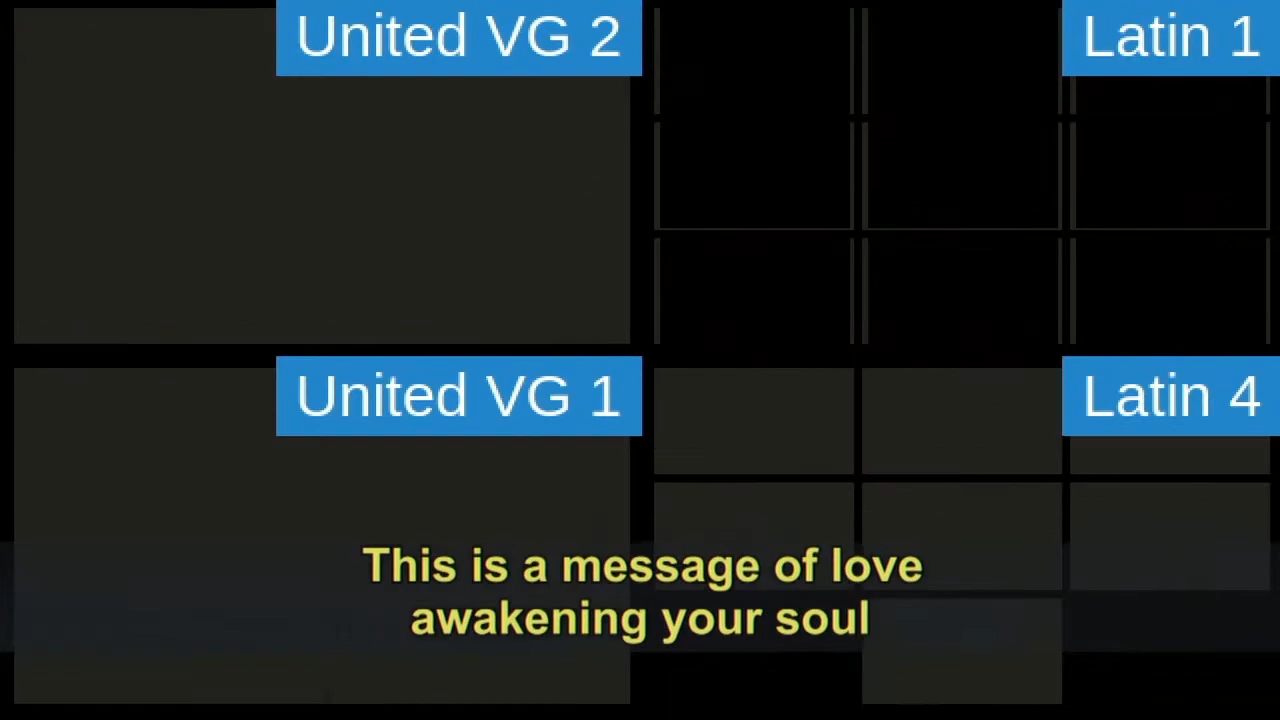 United VG 2
Latin 1
United VG 1
Latin 4
This is a message of love
awakening your soul